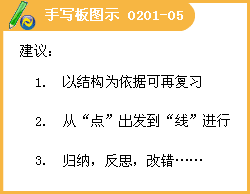 手写板图示 0201-05
建议：
1. 以结构为依据可再复习
2. 从“点”出发到“线”进行
3. 归纳，反思，改错……